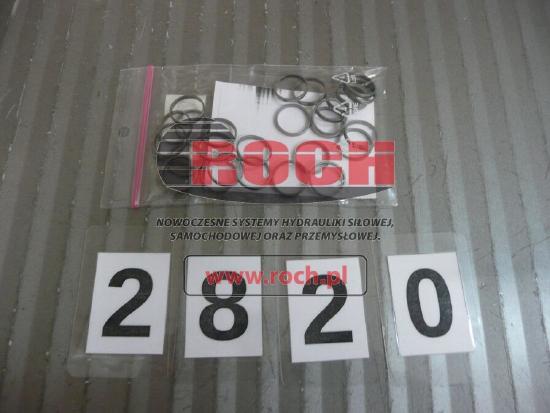 ROCH
NOWOCZESNE SYSTEMY HYDRAULIKI SIŁOWEJ,
SAMOCHODOWEJ ORAZ PRZEMYSŁOWEJ.
www.roch.pl
2 8 2 0